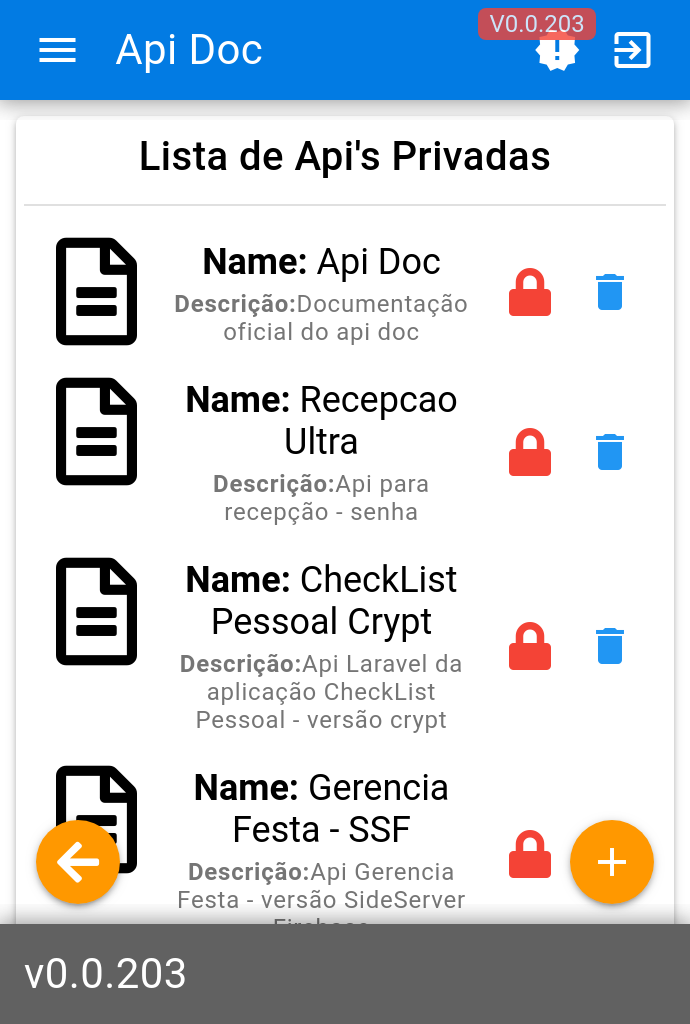 V0.0.203
Api Doc
Lista de Api's Privadas
Name: Api Doc
Descrição:Documentação
oficial do api doc
Name: Recepcao
Ultra
Descrição:Api para
recepção - senha
Name: CheckList
Pessoal Crypt
Descrição:Api Laravel da
aplicação CheckList
Pessoal - versão crypt
Name: Gerencia
Festa - SSF
Descrição:Api Gerencia
Festa - versão SideServer
v0.0.203